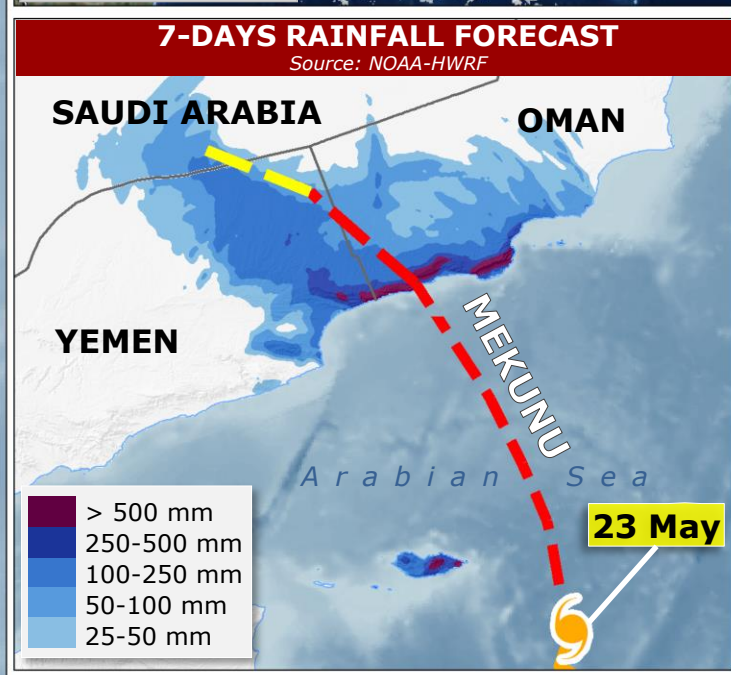 7-DAYS RAINFALL FORECAST
Source: NOAA-HWRF
SAUDI ARABIA
OMAN
YEMEN
MEKUNU
Arabian Sea
23 May
> 500 mm
250-500 mm
100-250 mm
50-100 mm
25-50 mm